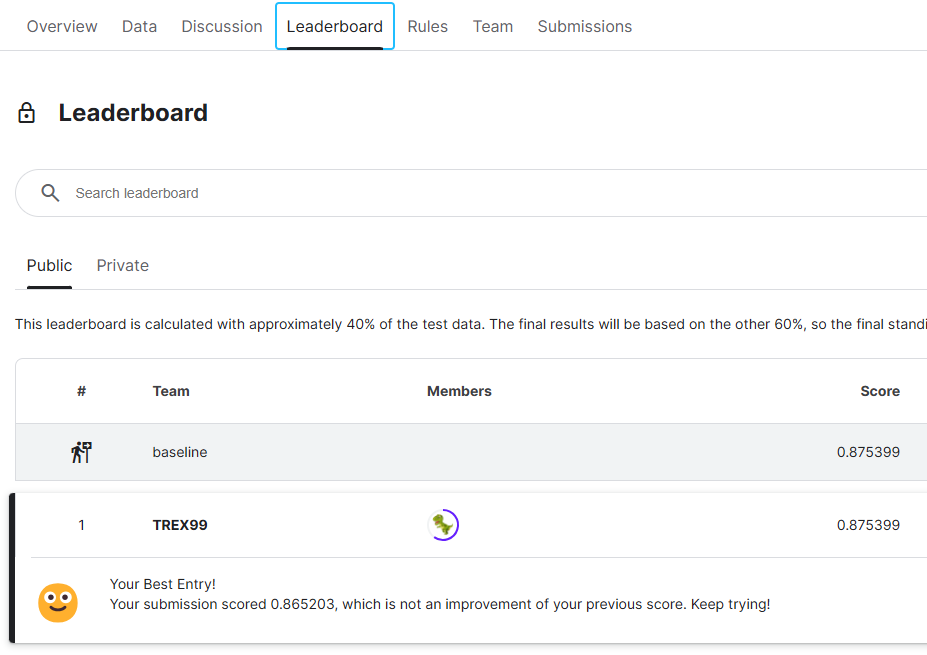 Overview Data Discussion Leaderboard Rules Team Submissions
Leaderboard
Search leaderboard
Public Private
This leaderboard is calculated with approximately 40% of the test data. The final results will be based on the other 60%, so the final
# Team Members Score
baseline 0.875399
1 TREX99 0.875399
Your Best Entry!
Your submission scored 0.865203, which is not an improvement of your previous score. Keep trying!